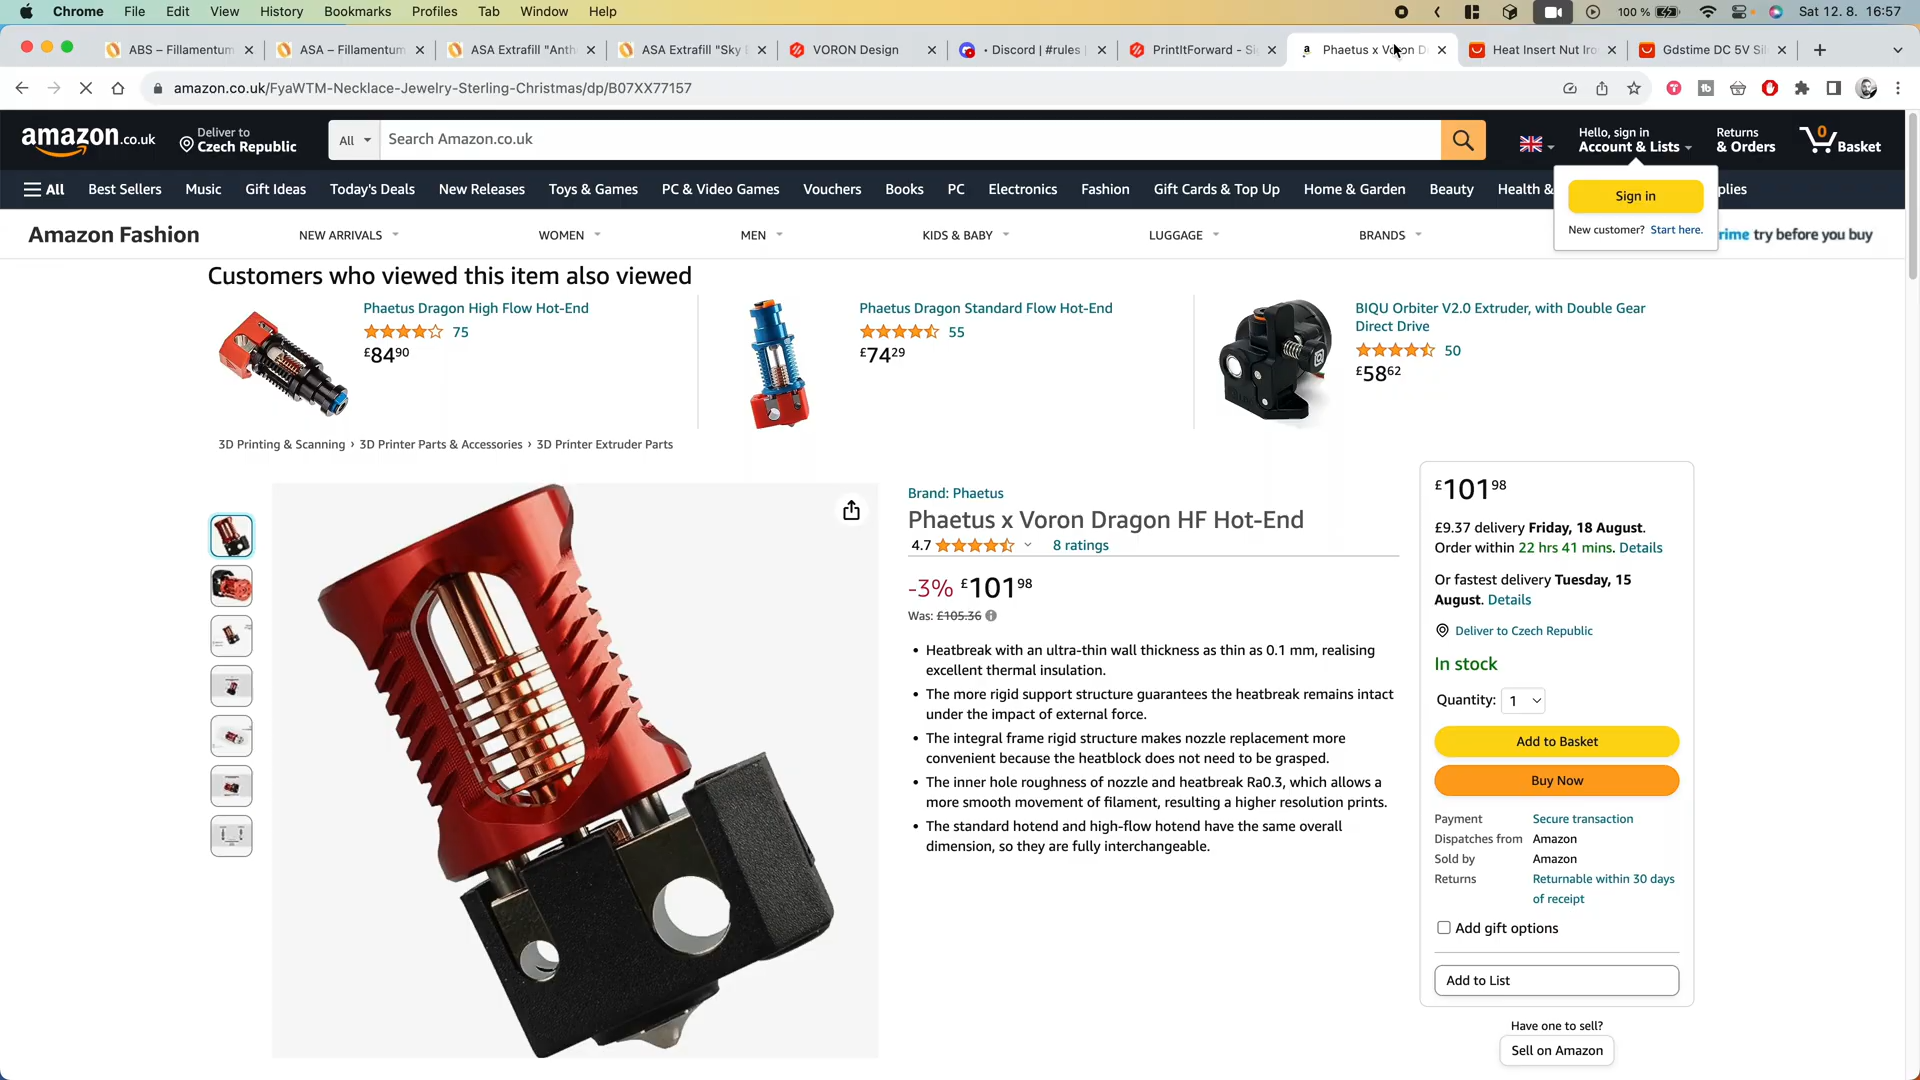 Chrome File Edit View History Bookmarks Profiles Tab Window Help 100 % Sat 12. 8. 16:57
ABS – Fillamentum ASA – Fillamentum ASA Extrafill "Anth ASA Extrafill "Sky VORON Design • Discord | #rules PrintItForward - Phaetus x Voron D Heat Insert Nut Gdstime DC 5V
amazon.co.uk/FyaWTM-Necklace-Jewelry-Sterling-Christmas/dp/B07XX77157
amazon.co.uk Deliver to Czech Republic All Search Amazon.co.uk Hello, sign in Account & Lists Returns & Orders 0 Basket
All Best Sellers Music Gift Ideas Today's Deals New Releases Toys & Games PC & Video Games Vouchers Books PC Electronics Fashion Gift Cards & Top Up Home & Garden Beauty Health & plies
Sign in
New customer? Start here.
Amazon Fashion NEW ARRIVALS WOMEN MEN KIDS & BABY LUGGAGE BRANDS rime try before you buy
Customers who viewed this item also viewed
Phaetus Dragon High Flow Hot-End
75
£84⁹⁰
Phaetus Dragon Standard Flow Hot-End
55
£74²⁹
BIQU Orbiter V2.0 Extruder, with Double Gear
Direct Drive
50
£58⁶²
3D Printing & Scanning › 3D Printer Parts & Accessories › 3D Printer Extruder Parts
Brand: Phaetus
Phaetus x Voron Dragon HF Hot-End
4.7 8 ratings
-3% £101⁹⁸
Was: £105.36
• Heatbreak with an ultra-thin wall thickness as thin as 0.1 mm, realising
excellent thermal insulation.
• The more rigid support structure guarantees the heatbreak remains intact
under the impact of external force.
• The integral frame rigid structure makes nozzle replacement more
convenient because the heatblock does not need to be grasped.
• The inner hole roughness of nozzle and heatbreak Ra0.3, which allows a
more smooth movement of filament, resulting a higher resolution prints.
• The standard hotend and high-flow hotend have the same overall
dimension, so they are fully interchangeable.
£101⁹⁸
£9.37 delivery Friday, 18 August.
Order within 22 hrs 41 mins. Details
Or fastest delivery Tuesday, 15
August. Details
Deliver to Czech Republic
In stock
Quantity: 1
Add to Basket
Buy Now
Payment Secure transaction
Dispatches from Amazon
Sold by Amazon
Returns Returnable within 30 days
of receipt
Add gift options
Add to List
Have one to sell?
Sell on Amazon